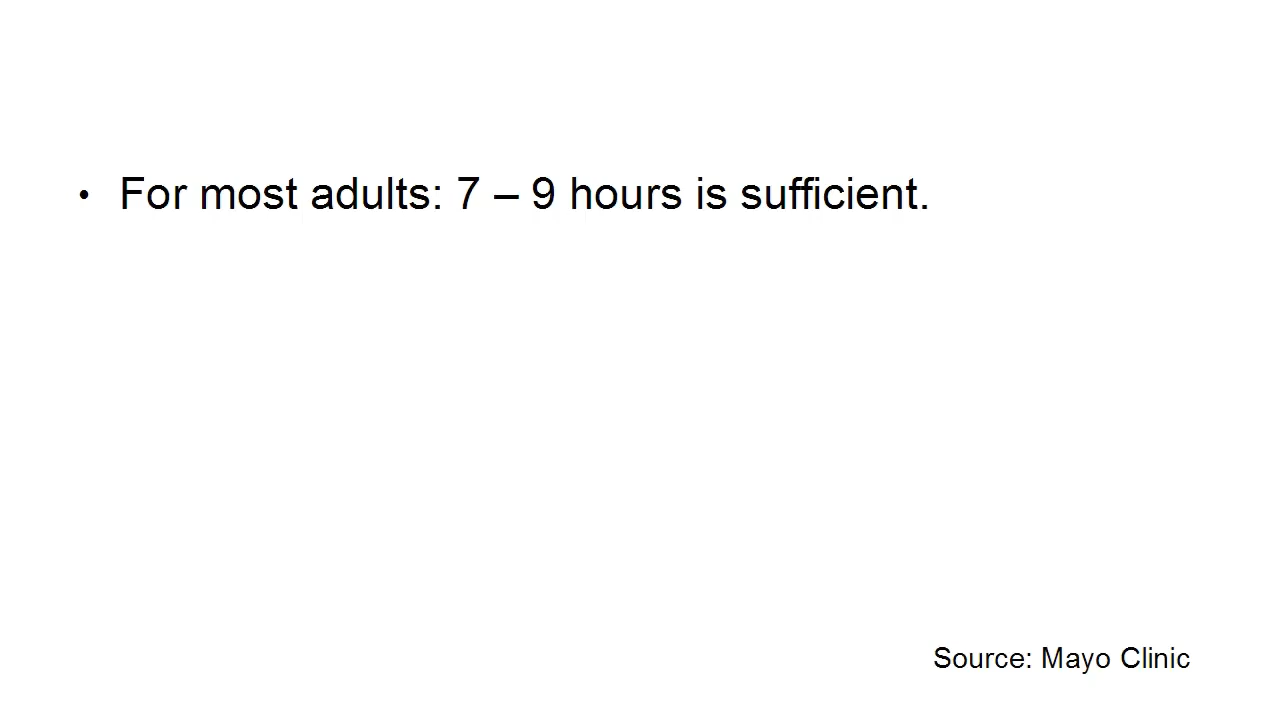 • For most adults: 7 – 9 hours is sufficient.
Source: Mayo Clinic